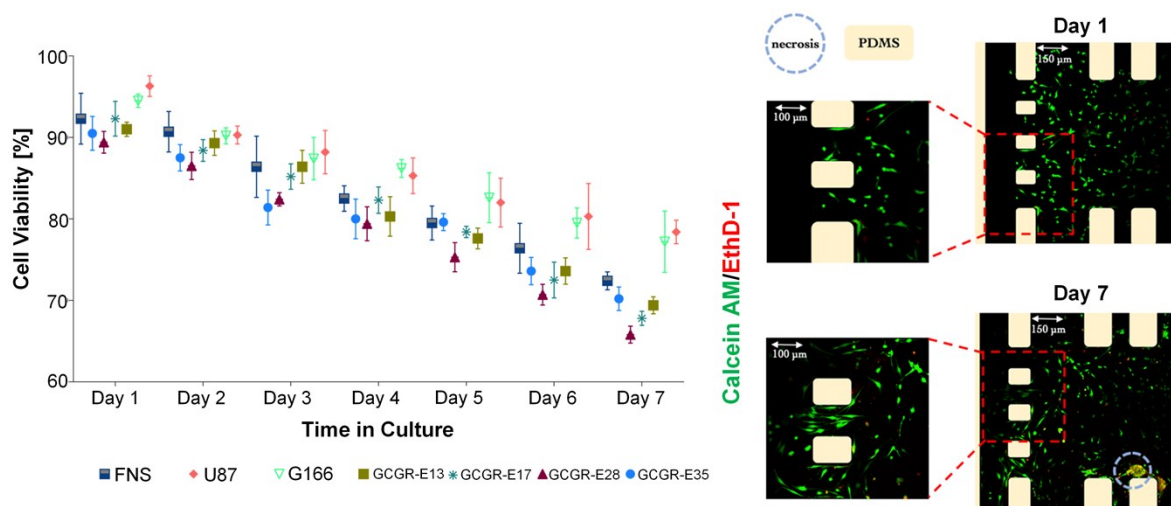 100
90
80
70
60
Cell Viability [%]
Day 1
Day 2
Day 3
Day 4
Day 5
Day 6
Day 7
Time in Culture
FNS
U87
G166
GCGR-E13
GCGR-E17
GCGR-E28
GCGR-E35
necrosis
PDMS
Calcein AM/EthD-1
Day 1
150 µm
100 µm
Day 7
150 µm
100 µm